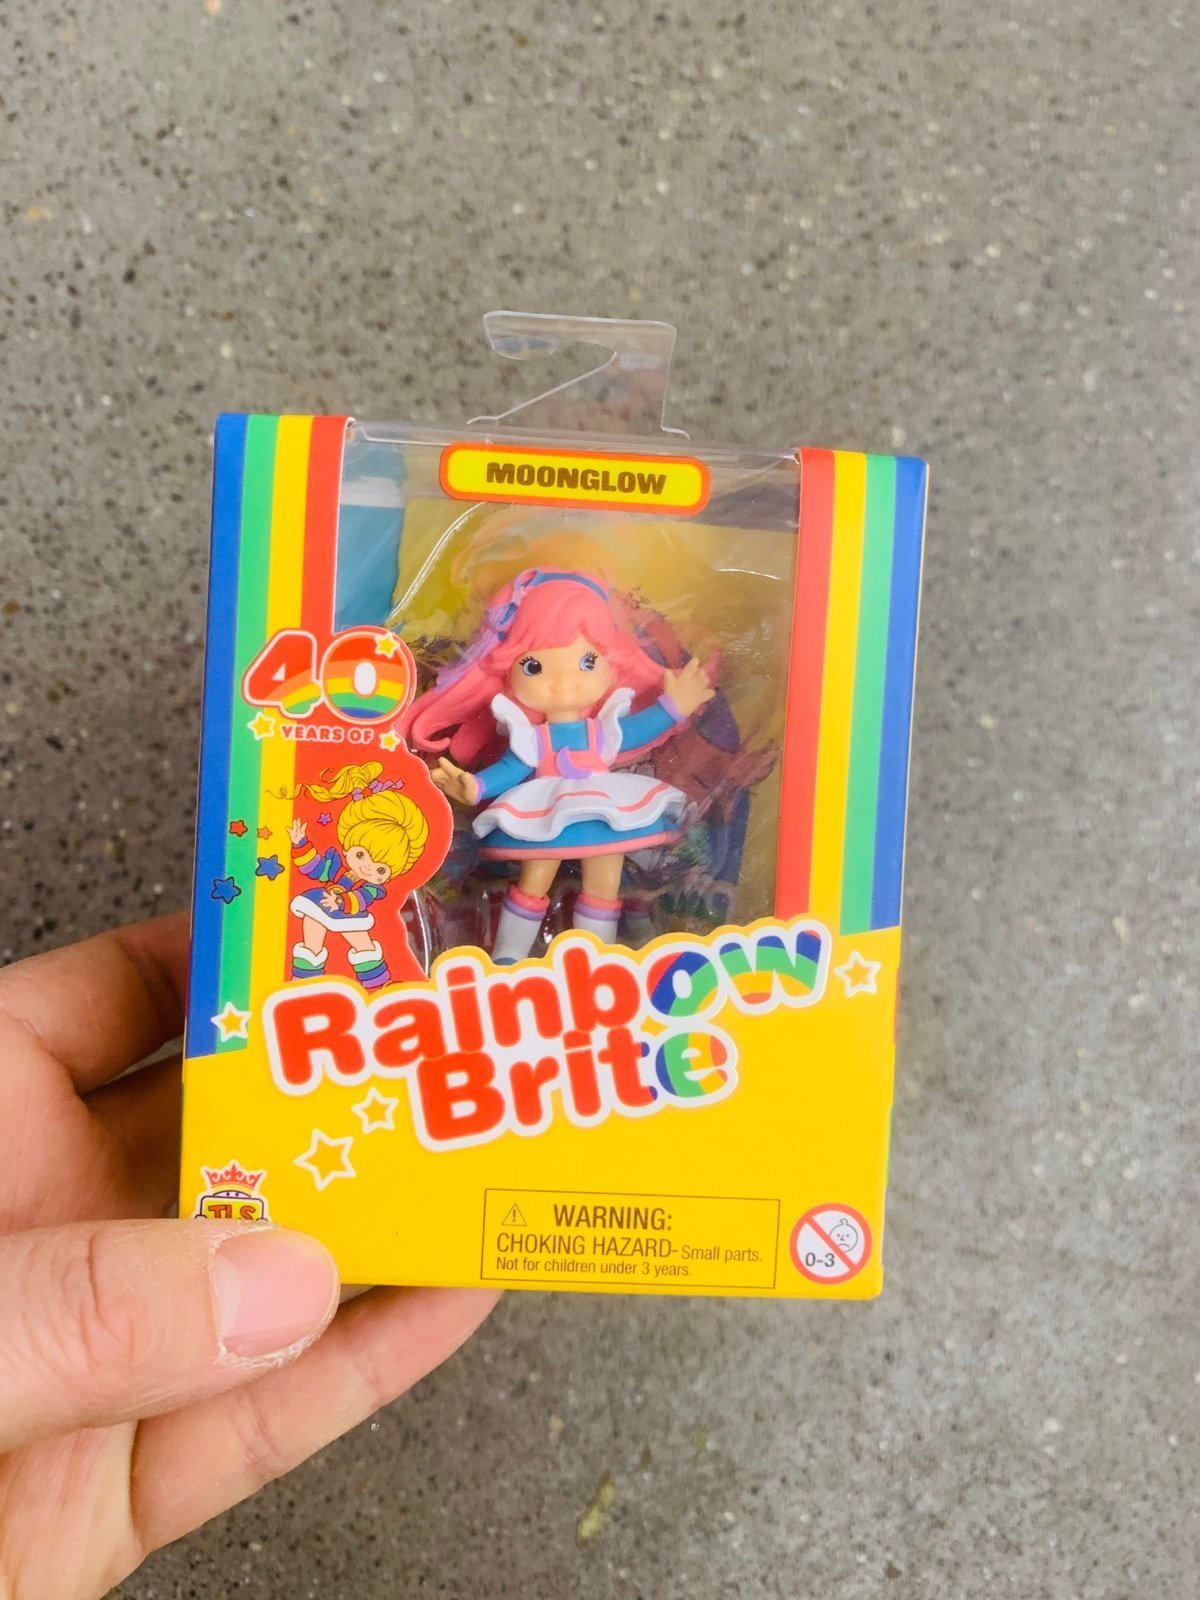 MOONGLOW
40
YEARS OF
Rainbow
Brite
TLS
⚠ WARNING:
CHOKING HAZARD- Small parts.
Not for children under 3 years.
0-3